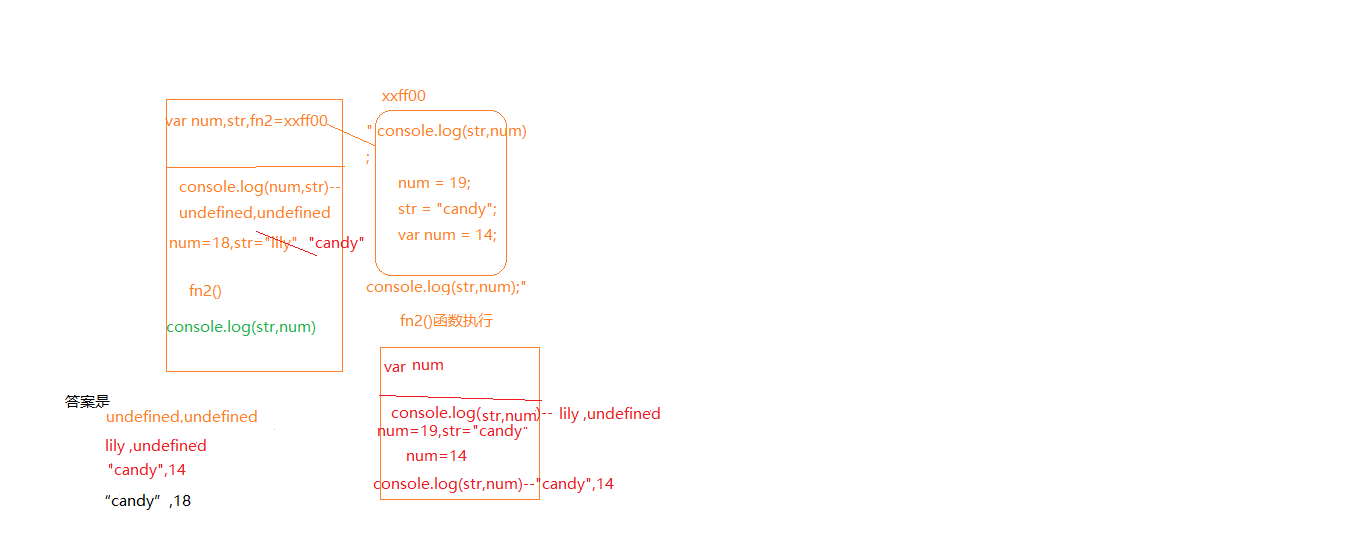 xxff00
var num,str,fn2=xxff00
" console.log(str,num)
;
num = 19;
str = "candy";
var num = 14;
console.log(str,num);"
console.log(num,str)--
undefined,undefined
num=18,str="lily" "candy"
fn2()
console.log(str,num)
fn2()函数执行
var num
console.log(str,num)-- lily ,undefined
num=19,str="candy"
num=14
console.log(str,num)--"candy",14
答案是
undefined,undefined
lily ,undefined
"candy",14
“candy” ,18